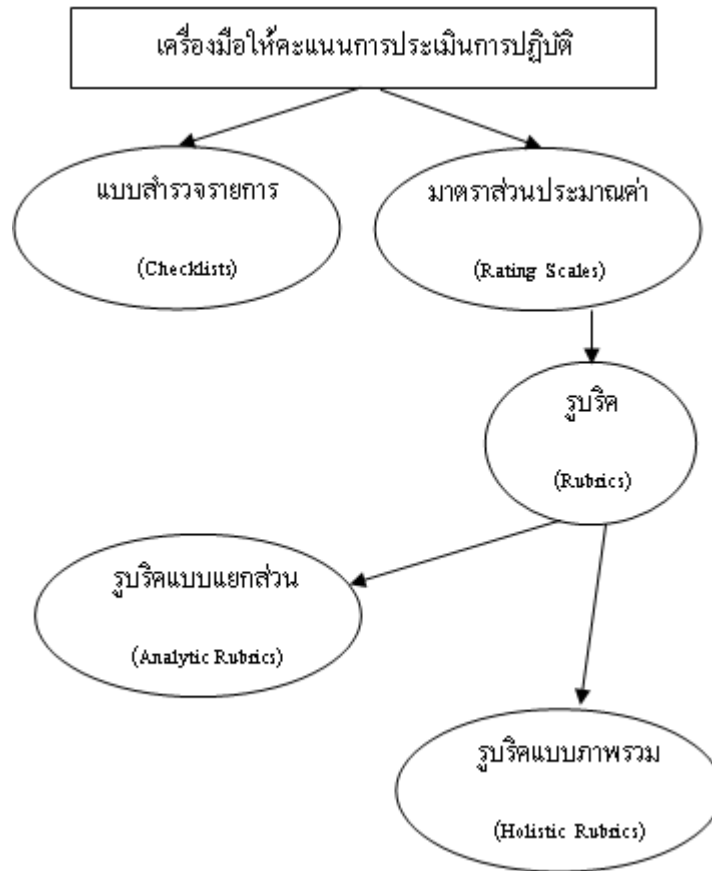 เครื่องมือให้คะแนนการประเมินการปฏิบัติ
แบบสำรวจรายการ
(Checklists)
มาตราส่วนประมาณค่า
(Rating Scales)
รูบริค
(Rubrics)
รูบริคแบบแยกส่วน
(Analytic Rubrics)
รูบริคแบบภาพรวม
(Holistic Rubrics)